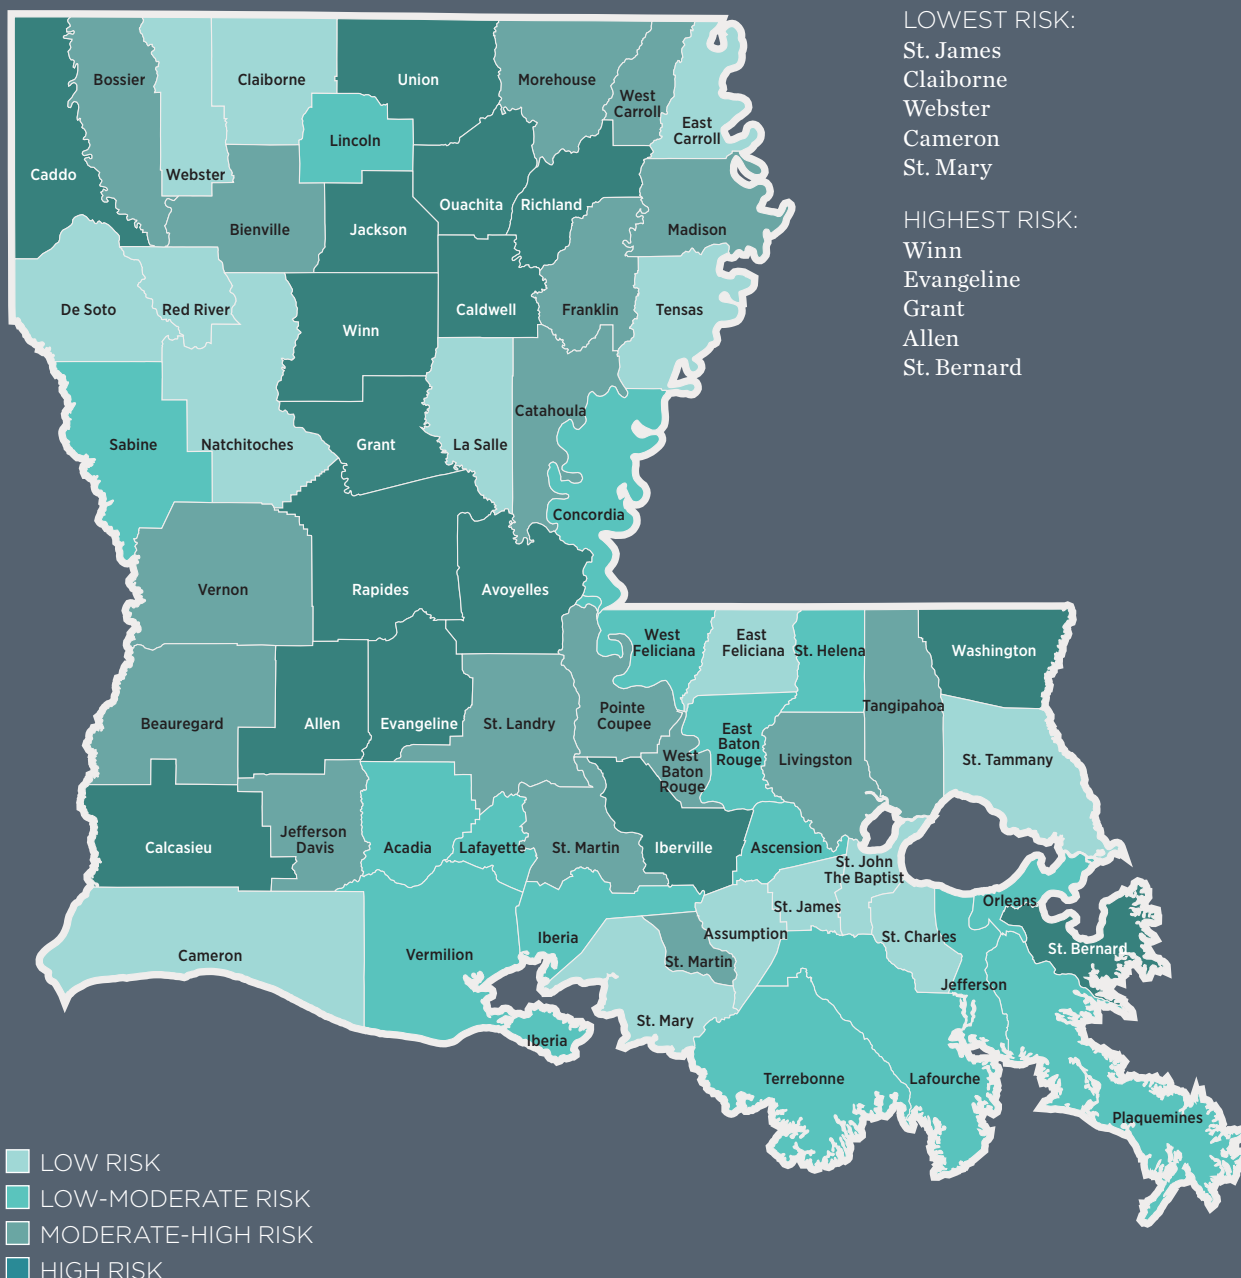 LOWEST RISK:
St. James
Claiborne
Webster
Cameron
St. Mary
HIGHEST RISK:
Winn
Evangeline
Grant
Allen
St. Bernard
Bossier
Claiborne
Union
Morehouse
West
Carroll
East
Carroll
Lincoln
Caddo
Webster
Ouachita
Richland
Bienville
Jackson
Madison
De Soto
Red River
Caldwell
Franklin
Tensas
Winn
Catahoula
Sabine
Natchitoches
Grant
La Salle
Concordia
Vernon
Rapides
Avoyelles
West
Feliciana
East
Feliciana
St. Helena
Washington
Tangipahoa
Beauregard
Allen
Evangeline
St. Landry
Pointe
Coupee
East
Baton
Rouge
West
Baton
Rouge
Livingston
St. Tammany
Calcasieu
Jefferson
Davis
Acadia
Lafayette
St. Martin
Iberville
Ascension
St. John
The Baptist
St. James
Orleans
Assumption
St. Charles
St. Bernard
Cameron
Vermilion
Iberia
St. Martin
Jefferson
St. Mary
Iberia
Terrebonne
Lafourche
Plaquemines
LOW RISK
LOW-MODERATE RISK
MODERATE-HIGH RISK
HIGH RISK